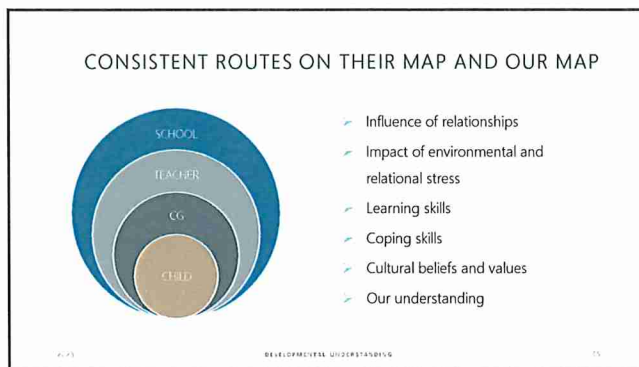 CONSISTENT ROUTES ON THEIR MAP AND OUR MAP
SCHOOL
TEACHER
CG
CHILD
Influence of relationships
Impact of environmental and
relational stress
Learning skills
Coping skills
Cultural beliefs and values
Our understanding
DEVELOPMENTAL UNDERSTANDING